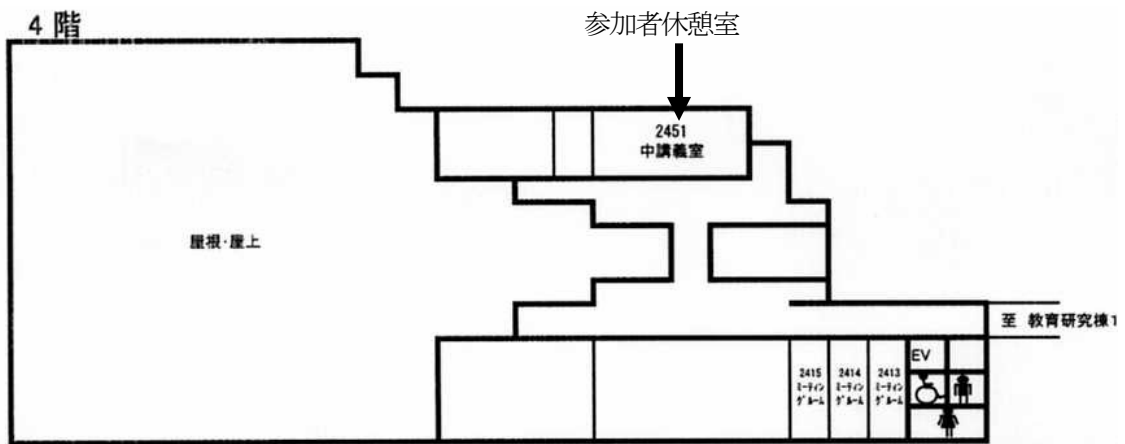 4 階
参加者休憩室
2451
中講義室
屋根・屋上
至 教育研究棟1
EV
2415
ミーティン
グルーム
2414
ミーティン
グルーム
2413
ミーティン
グルーム